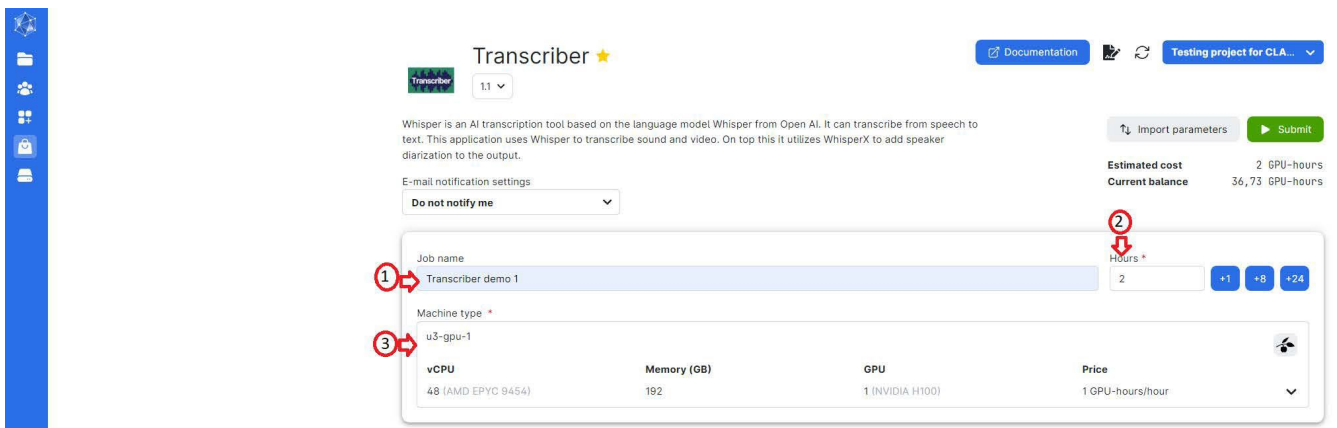 Transcriber
Documentation
Testing project for CLA...
Transcriber
1.1
Whisper is an AI transcription tool based on the language model Whisper from Open AI. It can transcribe from speech to
text. This application uses Whisper to transcribe sound and video. On top this it utilizes WhisperX to add speaker
diarization to the output.
Import parameters
Submit
Estimated cost 2 GPU-hours
Current balance 36,73 GPU-hours
E-mail notification settings
Do not notify me
2
Job name
Hours *
1
Transcriber demo 1
2
+1
+8
+24
Machine type *
3
u3-gpu-1
vCPU Memory (GB) GPU Price
48 (AMD EPYC 9454) 192 1 (NVIDIA H100) 1 GPU-hours/hour